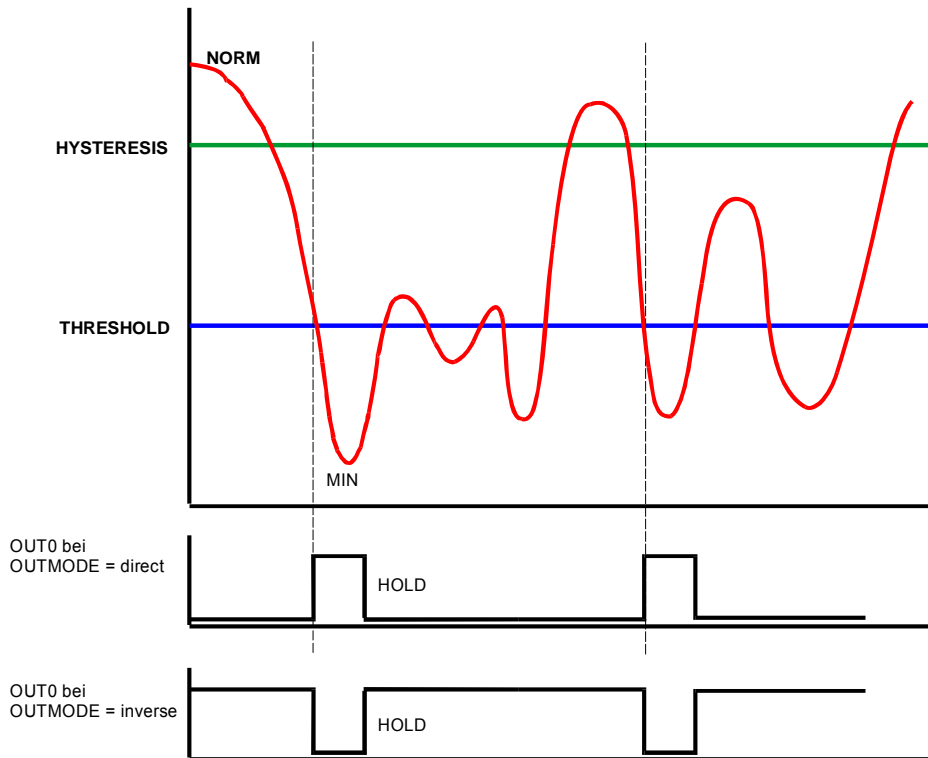 NORM
HYSTERESIS
THRESHOLD
MIN
OUT0 bei
OUTMODE = direct
HOLD
OUT0 bei
OUTMODE = inverse
HOLD